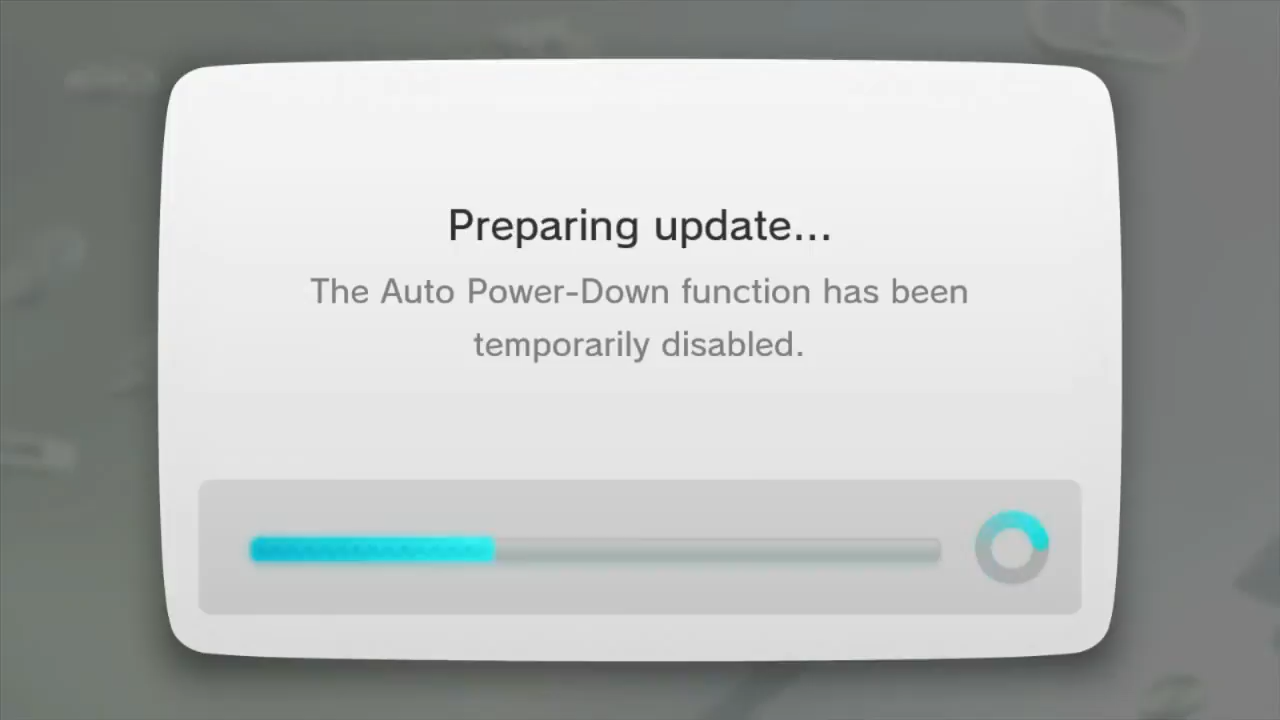 Preparing update...
The Auto Power-Down function has been
temporarily disabled.